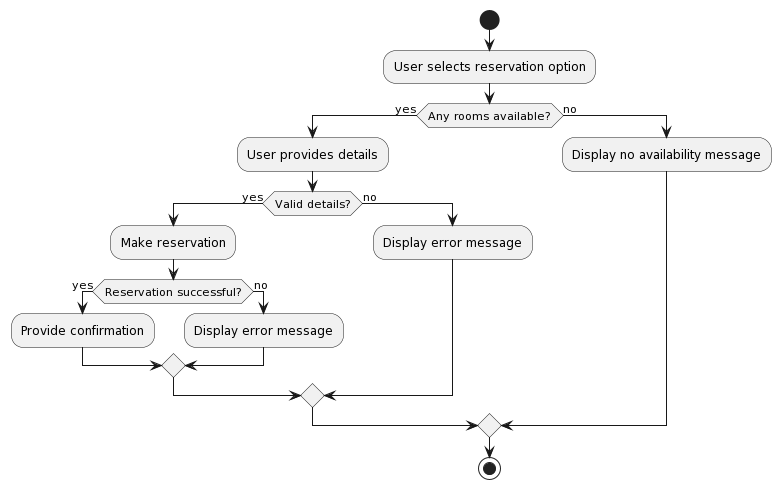 User selects reservation option
yes
Any rooms available?
no
User provides details
Display no availability message
yes
Valid details?
no
Make reservation
Display error message
yes
Reservation successful?
no
Provide confirmation
Display error message